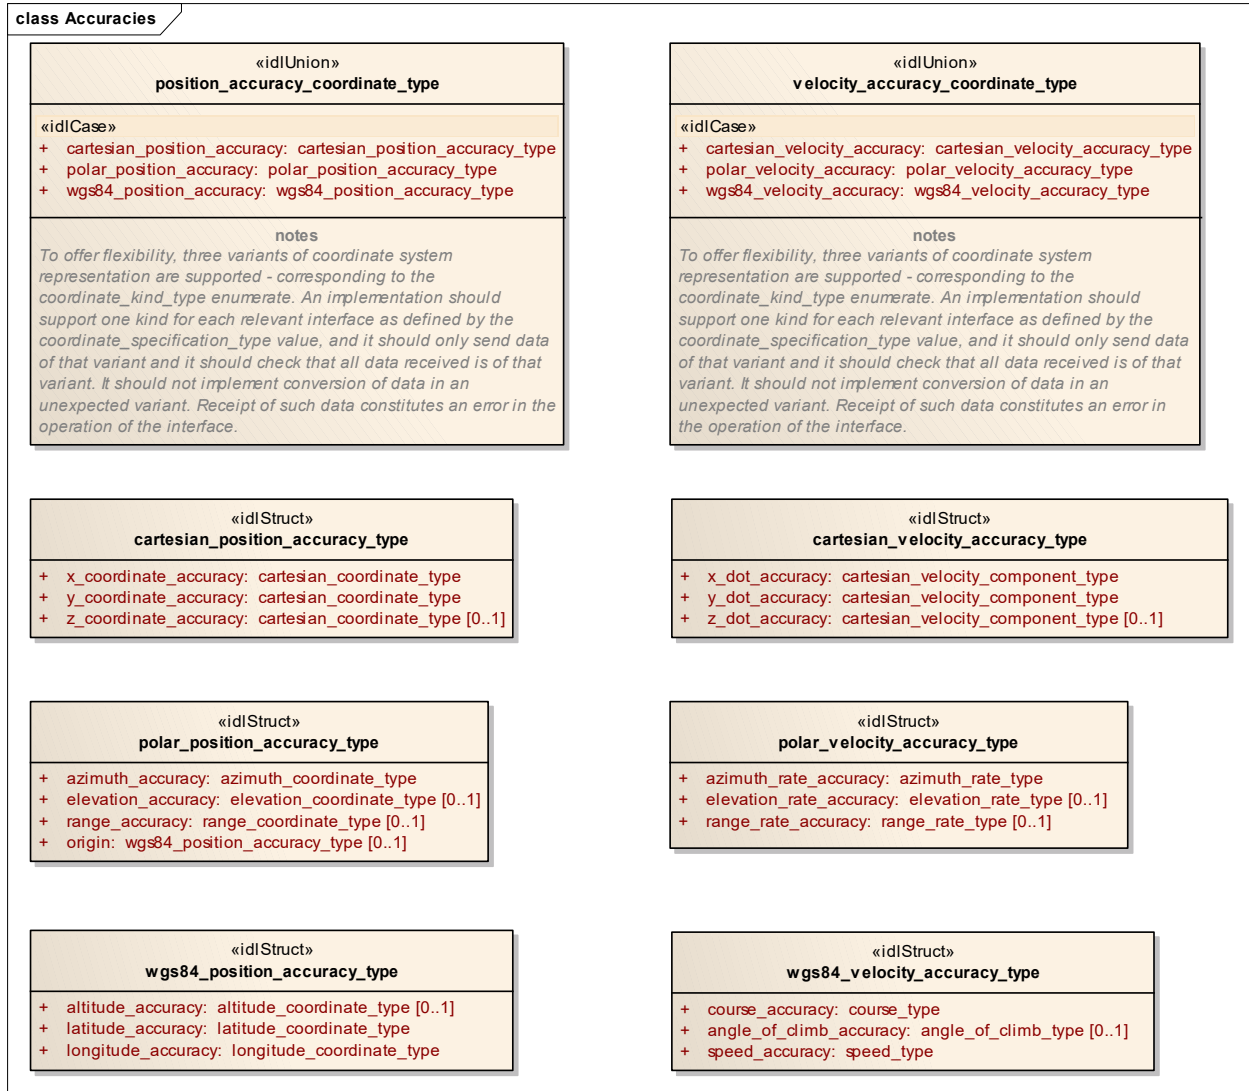 class Accuracies
«idlUnion»
position_accuracy_coordinate_type
«idlCase»
+ cartesian_position_accuracy: cartesian_position_accuracy_type
+ polar_position_accuracy: polar_position_accuracy_type
+ wgs84_position_accuracy: wgs84_position_accuracy_type
notes
To offer flexibility, three variants of coordinate system
representation are supported - corresponding to the
coordinate_kind_type enumerate. An implementation should
support one kind for each relevant interface as defined by the
coordinate_specification_type value, and it should only send data
of that variant and it should check that all data received is of that
variant. It should not implement conversion of data in an
unexpected variant. Receipt of such data constitutes an error in the
operation of the interface.
«idlUnion»
velocity_accuracy_coordinate_type
«idlCase»
+ cartesian_velocity_accuracy: cartesian_velocity_accuracy_type
+ polar_velocity_accuracy: polar_velocity_accuracy_type
+ wgs84_velocity_accuracy: wgs84_velocity_accuracy_type
notes
To offer flexibility, three variants of coordinate system
representation are supported - corresponding to the
coordinate_kind_type enumerate. An implementation should
support one kind for each relevant interface as defined by the
coordinate_specification_type value, and it should only send data
of that variant and it should check that all data received is of that
variant. It should not implement conversion of data in an
unexpected variant. Receipt of such data constitutes an error in
the operation of the interface.
«idlStruct»
cartesian_position_accuracy_type
+ x_coordinate_accuracy: cartesian_coordinate_type
+ y_coordinate_accuracy: cartesian_coordinate_type
+ z_coordinate_accuracy: cartesian_coordinate_type [0..1]
«idlStruct»
cartesian_velocity_accuracy_type
+ x_dot_accuracy: cartesian_velocity_component_type
+ y_dot_accuracy: cartesian_velocity_component_type
+ z_dot_accuracy: cartesian_velocity_component_type [0..1]
«idlStruct»
polar_position_accuracy_type
+ azimuth_accuracy: azimuth_coordinate_type
+ elevation_accuracy: elevation_coordinate_type [0..1]
+ range_accuracy: range_coordinate_type [0..1]
+ origin: wgs84_position_accuracy_type [0..1]
«idlStruct»
polar_velocity_accuracy_type
+ azimuth_rate_accuracy: azimuth_rate_type
+ elevation_rate_accuracy: elevation_rate_type [0..1]
+ range_rate_accuracy: range_rate_type [0..1]
«idlStruct»
wgs84_position_accuracy_type
+ altitude_accuracy: altitude_coordinate_type [0..1]
+ latitude_accuracy: latitude_coordinate_type
+ longitude_accuracy: longitude_coordinate_type
«idlStruct»
wgs84_velocity_accuracy_type
+ course_accuracy: course_type
+ angle_of_climb_accuracy: angle_of_climb_type [0..1]
+ speed_accuracy: speed_type